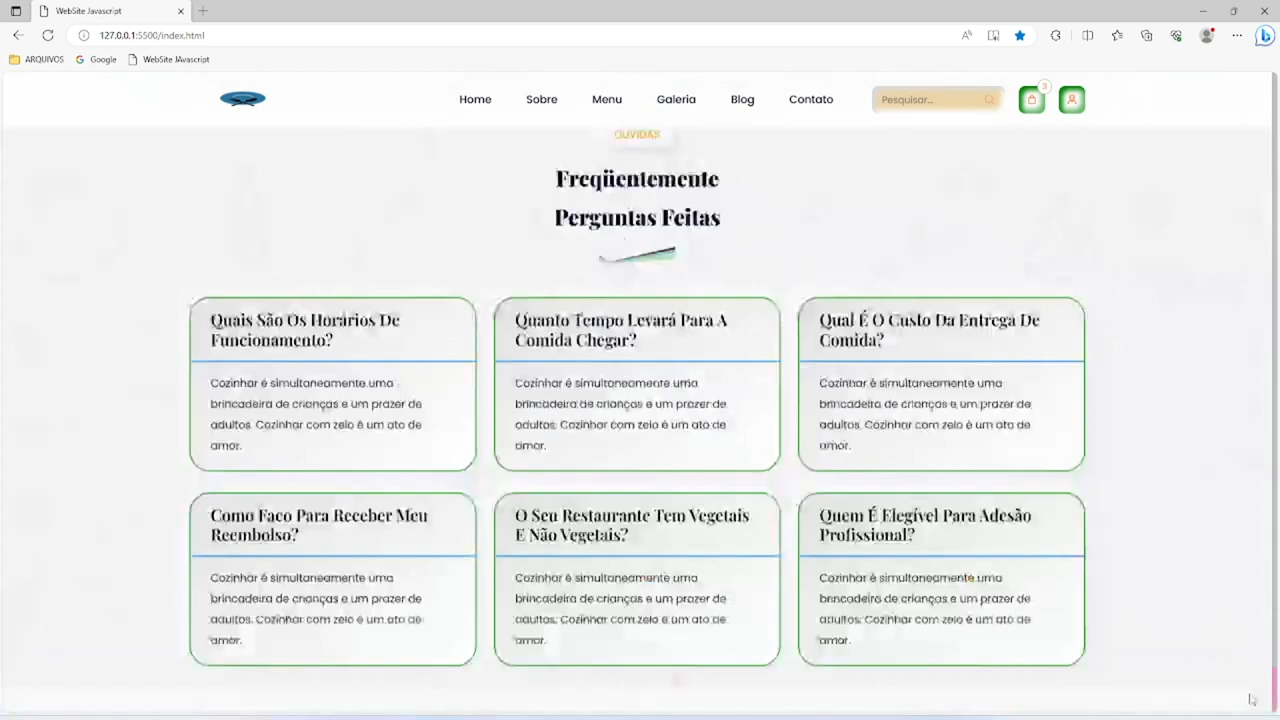 WebSite Javascript
127.0.0.1:5500/index.html
ARQUIVOS
Google
WebSite JAvascript
Home
Sobre
Menu
Galeria
Blog
Contato
Pesquisar...
3
DÚVIDAS
Freqüentemente
Perguntas Feitas
Quais São Os Horários De
Funcionamento?
Cozinhar é simultaneamente uma
brincadeira de crianças e um prazer de
adultos. Cozinhar com zelo é um ato de
amor.
Quanto Tempo Levará Para A
Comida Chegar?
Cozinhar é simultaneamente uma
brincadeira de crianças e um prazer de
adultos. Cozinhar com zelo é um ato de
amor.
Qual É O Custo Da Entrega De
Comida?
Cozinhar é simultaneamente uma
brincadeira de crianças e um prazer de
adultos. Cozinhar com zelo é um ato de
amor.
Como Faço Para Receber Meu
Reembolso?
Cozinhar é simultaneamente uma
brincadeira de crianças e um prazer de
adultos. Cozinhar com zelo é um ato de
amor.
O Seu Restaurante Tem Vegetais
E Não Vegetais?
Cozinhar é simultaneamente uma
brincadeira de crianças e um prazer de
adultos. Cozinhar com zelo é um ato de
amor.
Quem É Elegível Para Adesão
Profissional?
Cozinhar é simultaneamente uma
brincadeira de crianças e um prazer de
adultos. Cozinhar com zelo é um ato de
amor.